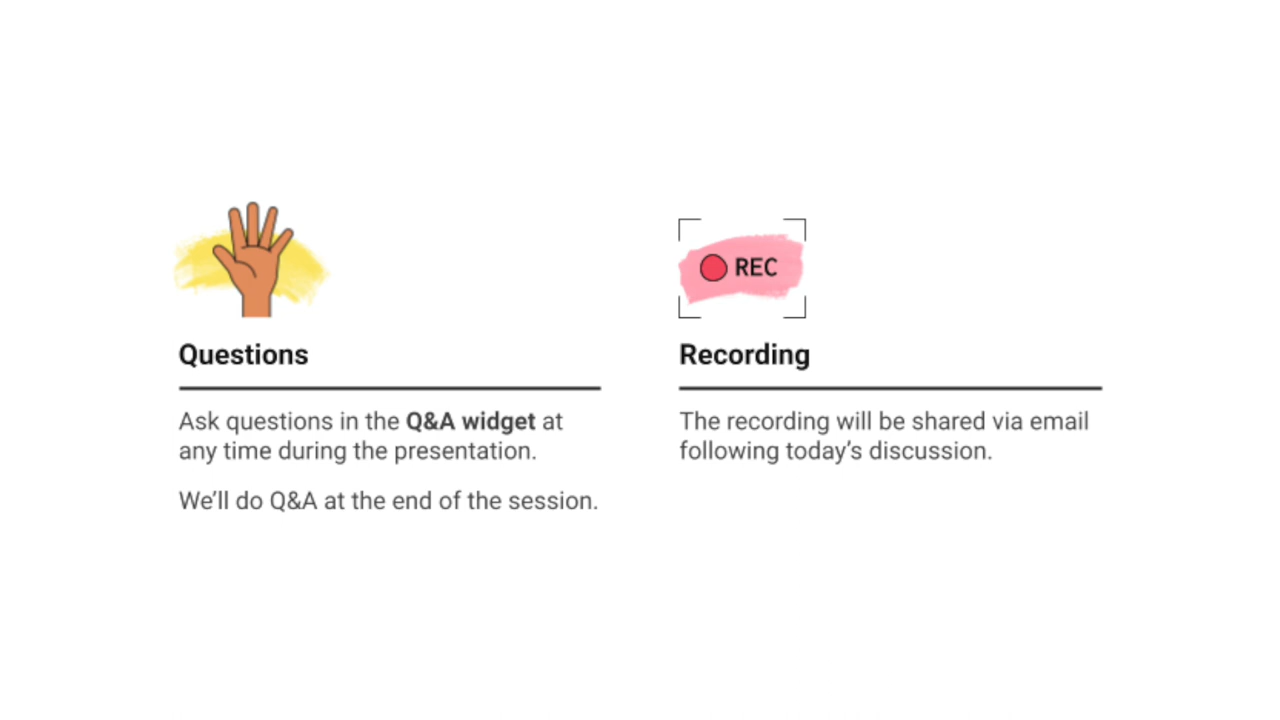 REC
Questions
Ask questions in the Q&A widget at
any time during the presentation.
We’ll do Q&A at the end of the session.
Recording
The recording will be shared via email
following today’s discussion.